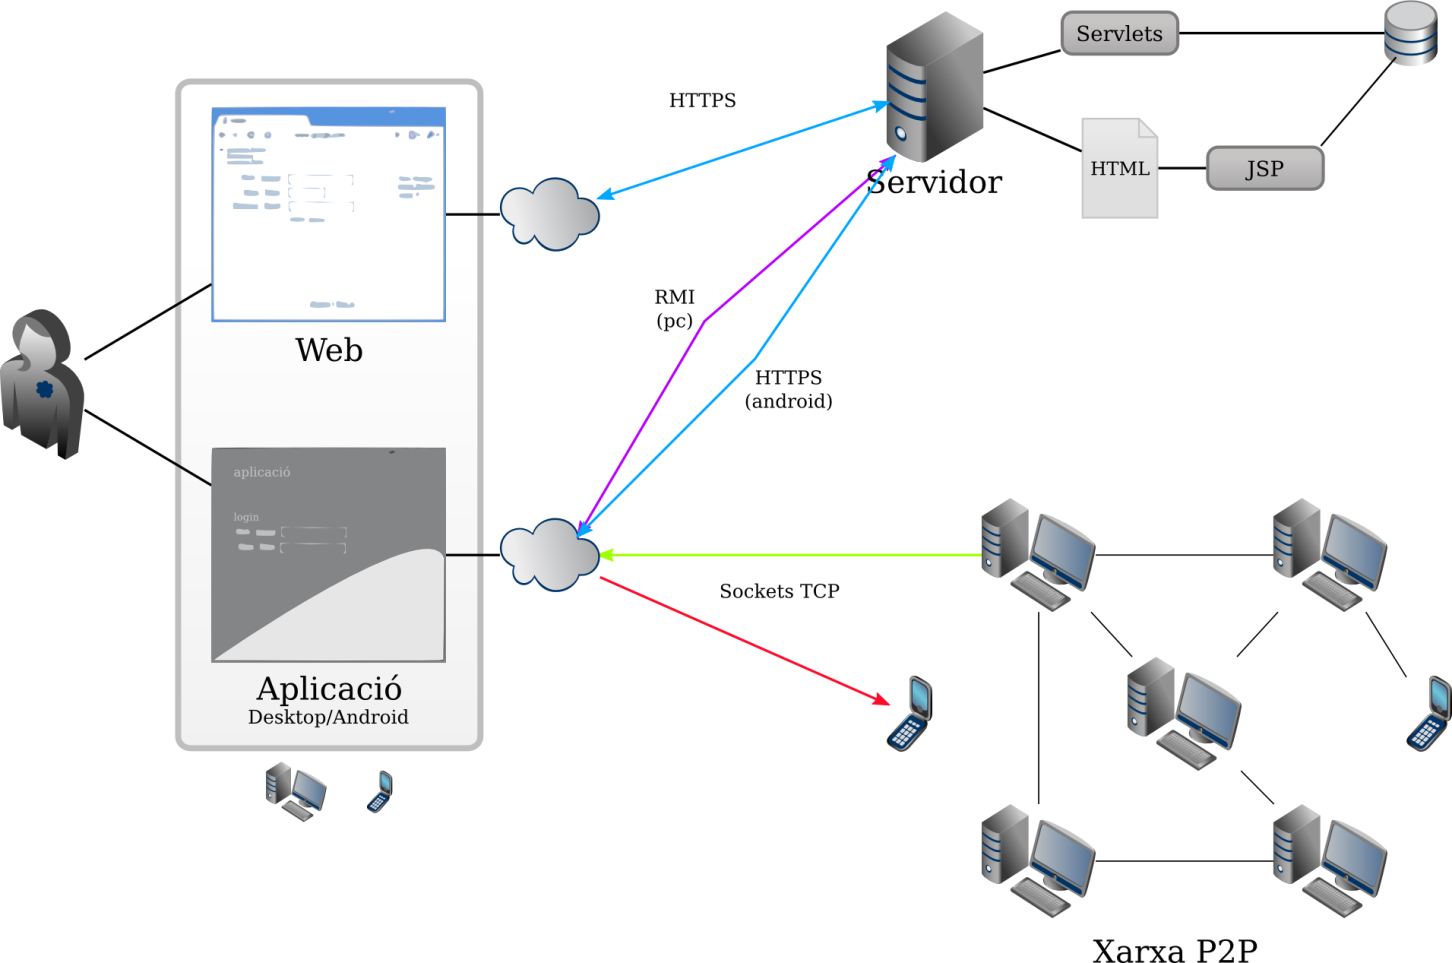 Servlets
HTTPS
HTML
JSP
Servidor
RMI
(pc)
Web
HTTPS
(android)
aplicació
login
Sockets TCP
Aplicació
Desktop/Android
Xarxa P2P